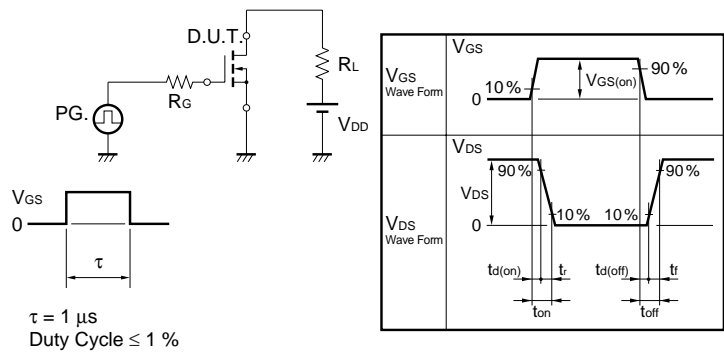 D.U.T.
RL
RG
PG.
VDD
VGS
0
τ
τ = 1 μs
Duty Cycle ≤ 1 %
VGS
Wave Form
VGS
10 %
VGS(on)
90 %
0
VDS
Wave Form
VDS
90 %
90 %
VDS
10 % 10 %
0
td(on) tr td(off) tf
ton toff